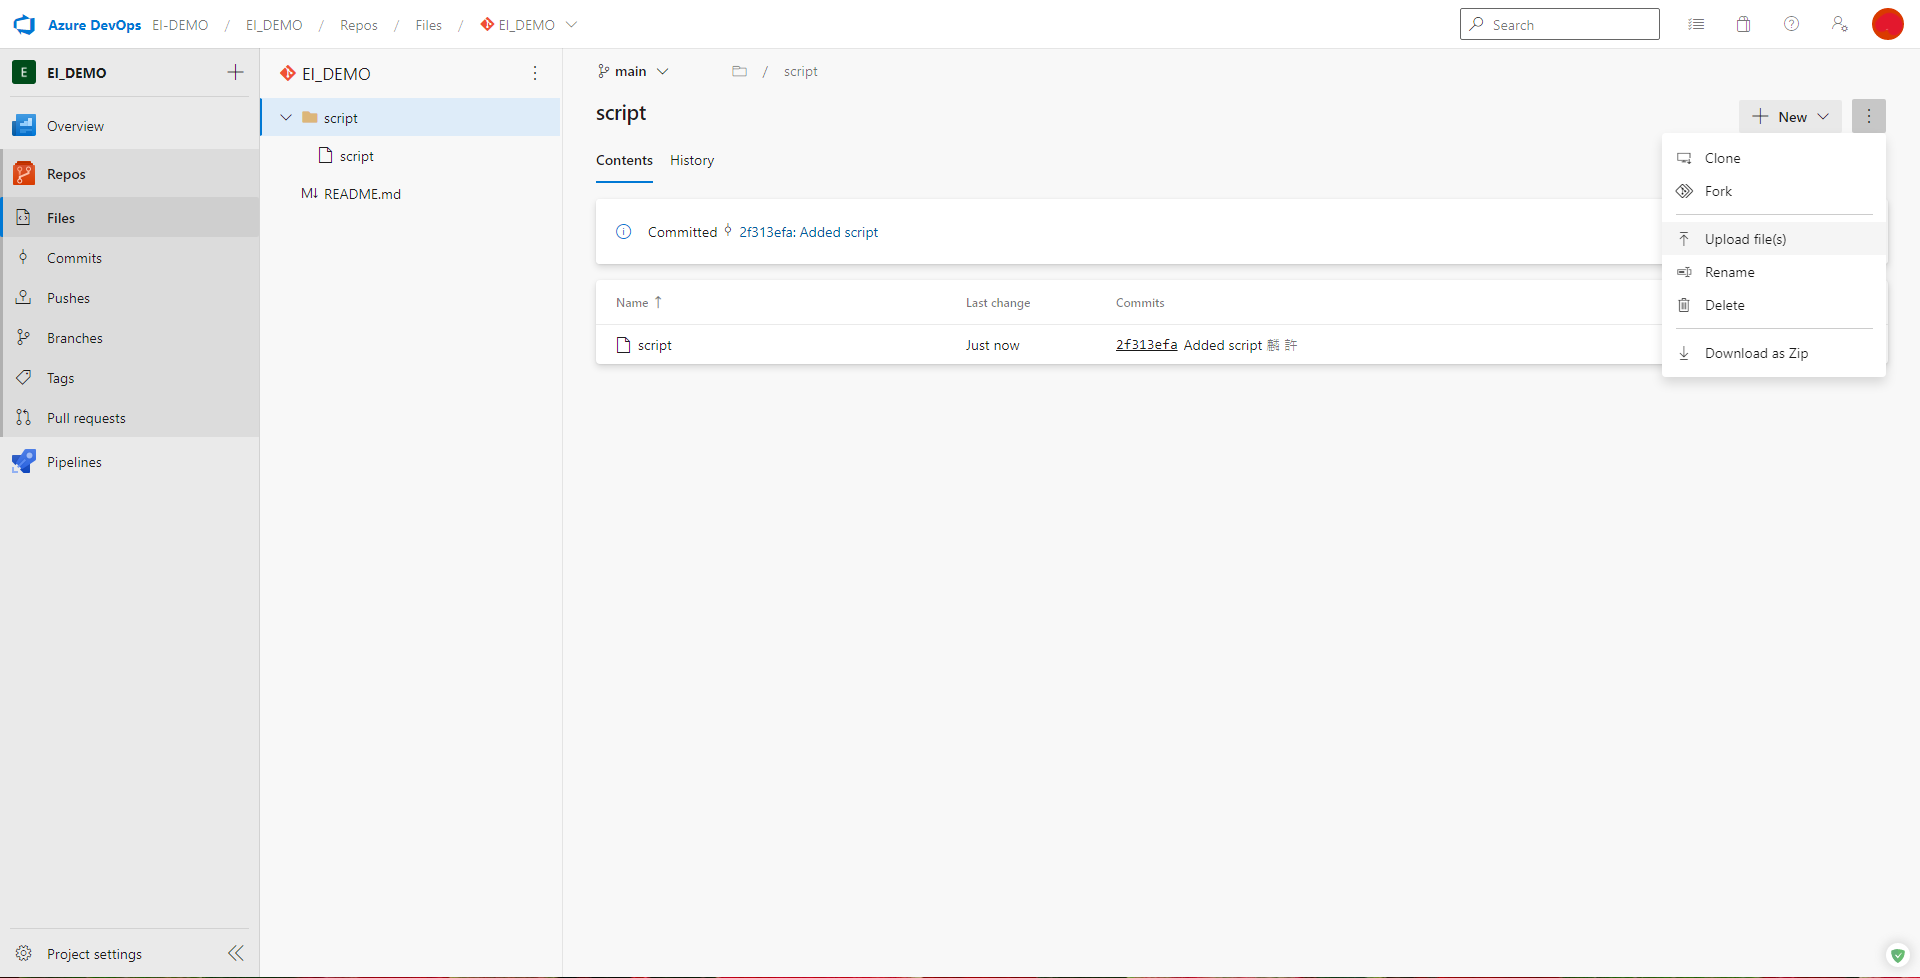 Azure DevOps EI-DEMO / EI_DEMO / Repos / Files / EI_DEMO
Search
E EI_DEMO
Overview
Repos
Files
Commits
Pushes
Branches
Tags
Pull requests
Pipelines
Project settings
EI_DEMO
script
script
M↓ README.md
main
/ script
script
New
Contents History
Committed 2f313efa: Added script
Name ↑ Last change Commits
script Just now 2f313efa Added script 許
Clone
Fork
Upload file(s)
Rename
Delete
Download as Zip